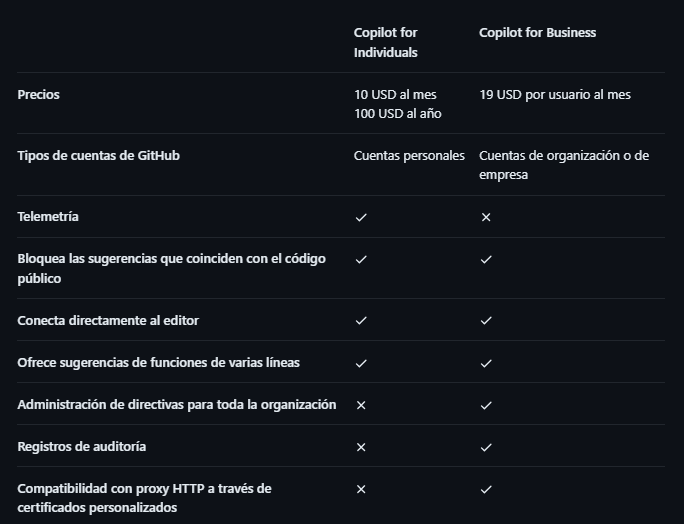 Copilot for Individuals
Copilot for Business
Precios
10 USD al mes
100 USD al año
19 USD por usuario al mes
Tipos de cuentas de GitHub
Cuentas personales
Cuentas de organización o de
empresa
Telemetría
✓
✕
Bloquea las sugerencias que coinciden con el código
público
✓
✓
Conecta directamente al editor
✓
✓
Ofrece sugerencias de funciones de varias líneas
✓
✓
Administración de directivas para toda la organización
✕
✓
Registros de auditoría
✕
✓
Compatibilidad con proxy HTTP a través de
certificados personalizados
✕
✓